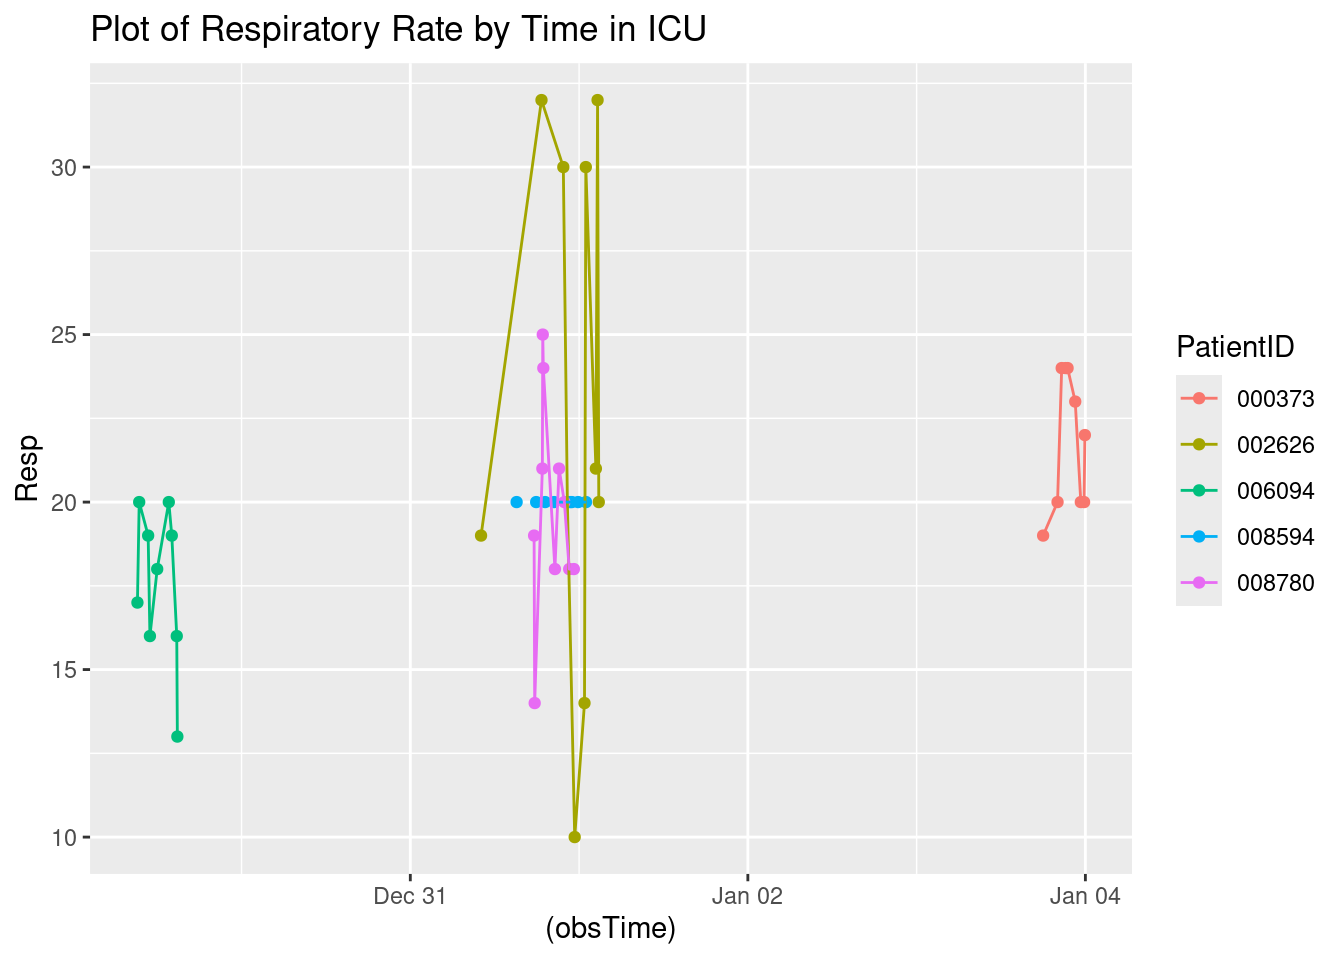 Plot of Respiratory Rate by Time in ICU
Resp
30
25
20
15
10
Dec 31
Jan 02
Jan 04
(obsTime)
PatientID
000373
002626
006094
008594
008780